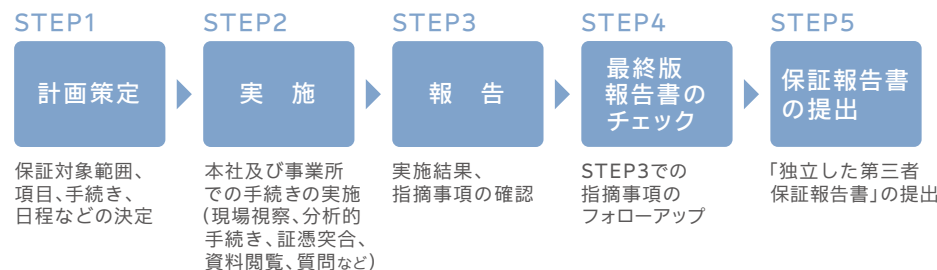 STEP1
計画策定
保証対象範囲、
項目、手続き、
日程などの決定
STEP2
実 施
本社及び事業所
での手続きの実施
(現場視察、分析的
手続き、証憑突合、
資料閲覧、質問など)
STEP3
報 告
実施結果、
指摘事項の確認
STEP4
最終版
報告書の
チェック
STEP3での
指摘事項の
フォローアップ
STEP5
保証報告書
の提出
「独立した第三者
保証報告書」の提出